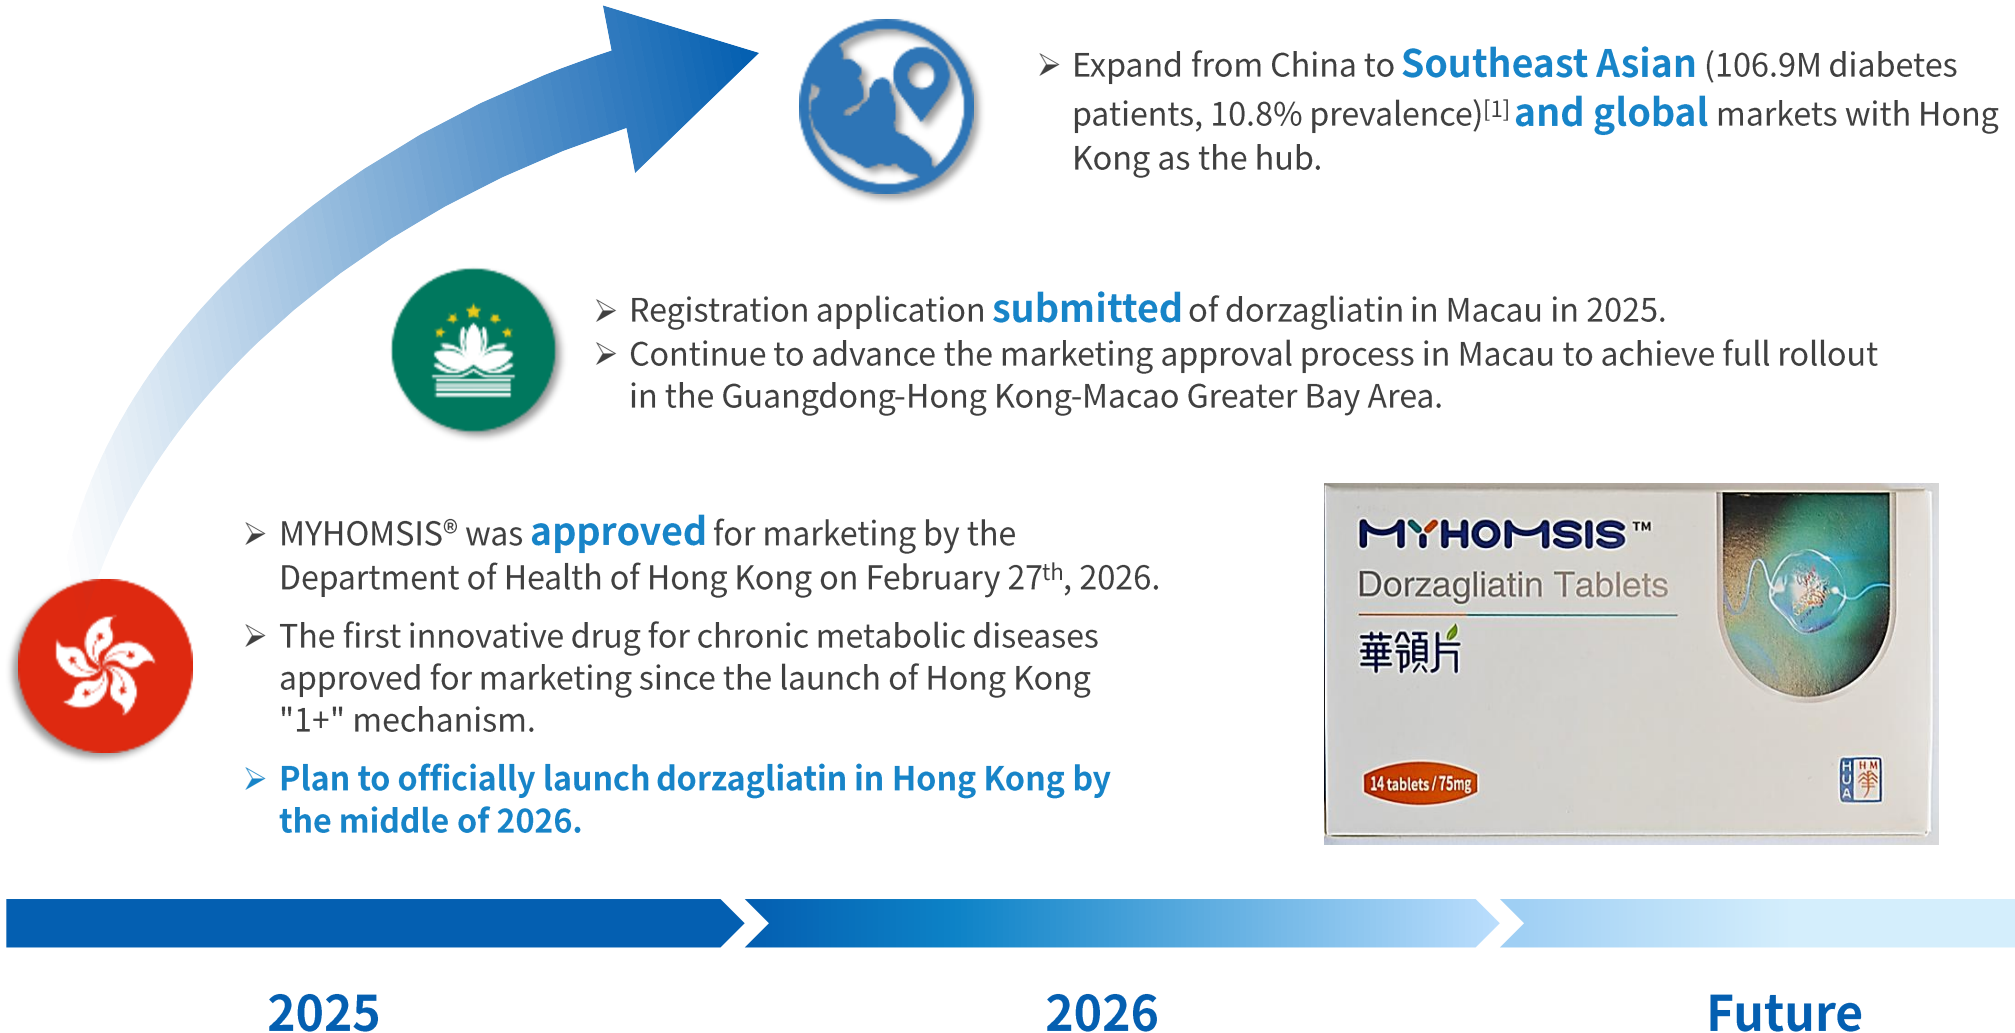 ➢ Expand from China to Southeast Asian (106.9M diabetes
patients, 10.8% prevalence)[1] and global markets with Hong
Kong as the hub.
➢ Registration application submitted of dorzagliatin in Macau in 2025.
➢ Continue to advance the marketing approval process in Macau to achieve full rollout
in the Guangdong-Hong Kong-Macao Greater Bay Area.
➢ MYHOMSIS® was approved for marketing by the
Department of Health of Hong Kong on February 27th, 2026.
➢ The first innovative drug for chronic metabolic diseases
approved for marketing since the launch of Hong Kong
"1+" mechanism.
➢ Plan to officially launch dorzagliatin in Hong Kong by
the middle of 2026.
MYHOMSIS™
Dorzagliatin Tablets
華領片
14 tablets / 75mg
HUA
HM
2025
2026
Future